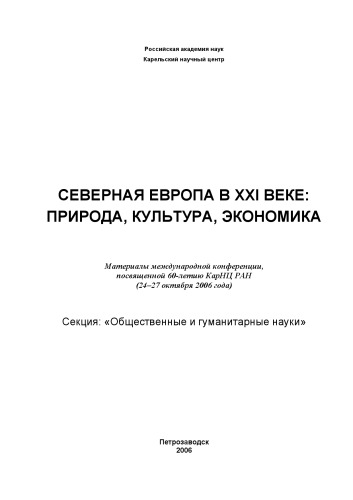 Российская академия наук
Карельский научный центр
СЕВЕРНАЯ ЕВРОПА В XXI ВЕКЕ:
ПРИРОДА, КУЛЬТУРА, ЭКОНОМИКА
Материалы международной конференции,
посвященной 60-летию КарНЦ РАН
(24–27 октября 2006 года)
Секция: «Общественные и гуманитарные науки»
Петрозаводск
2006